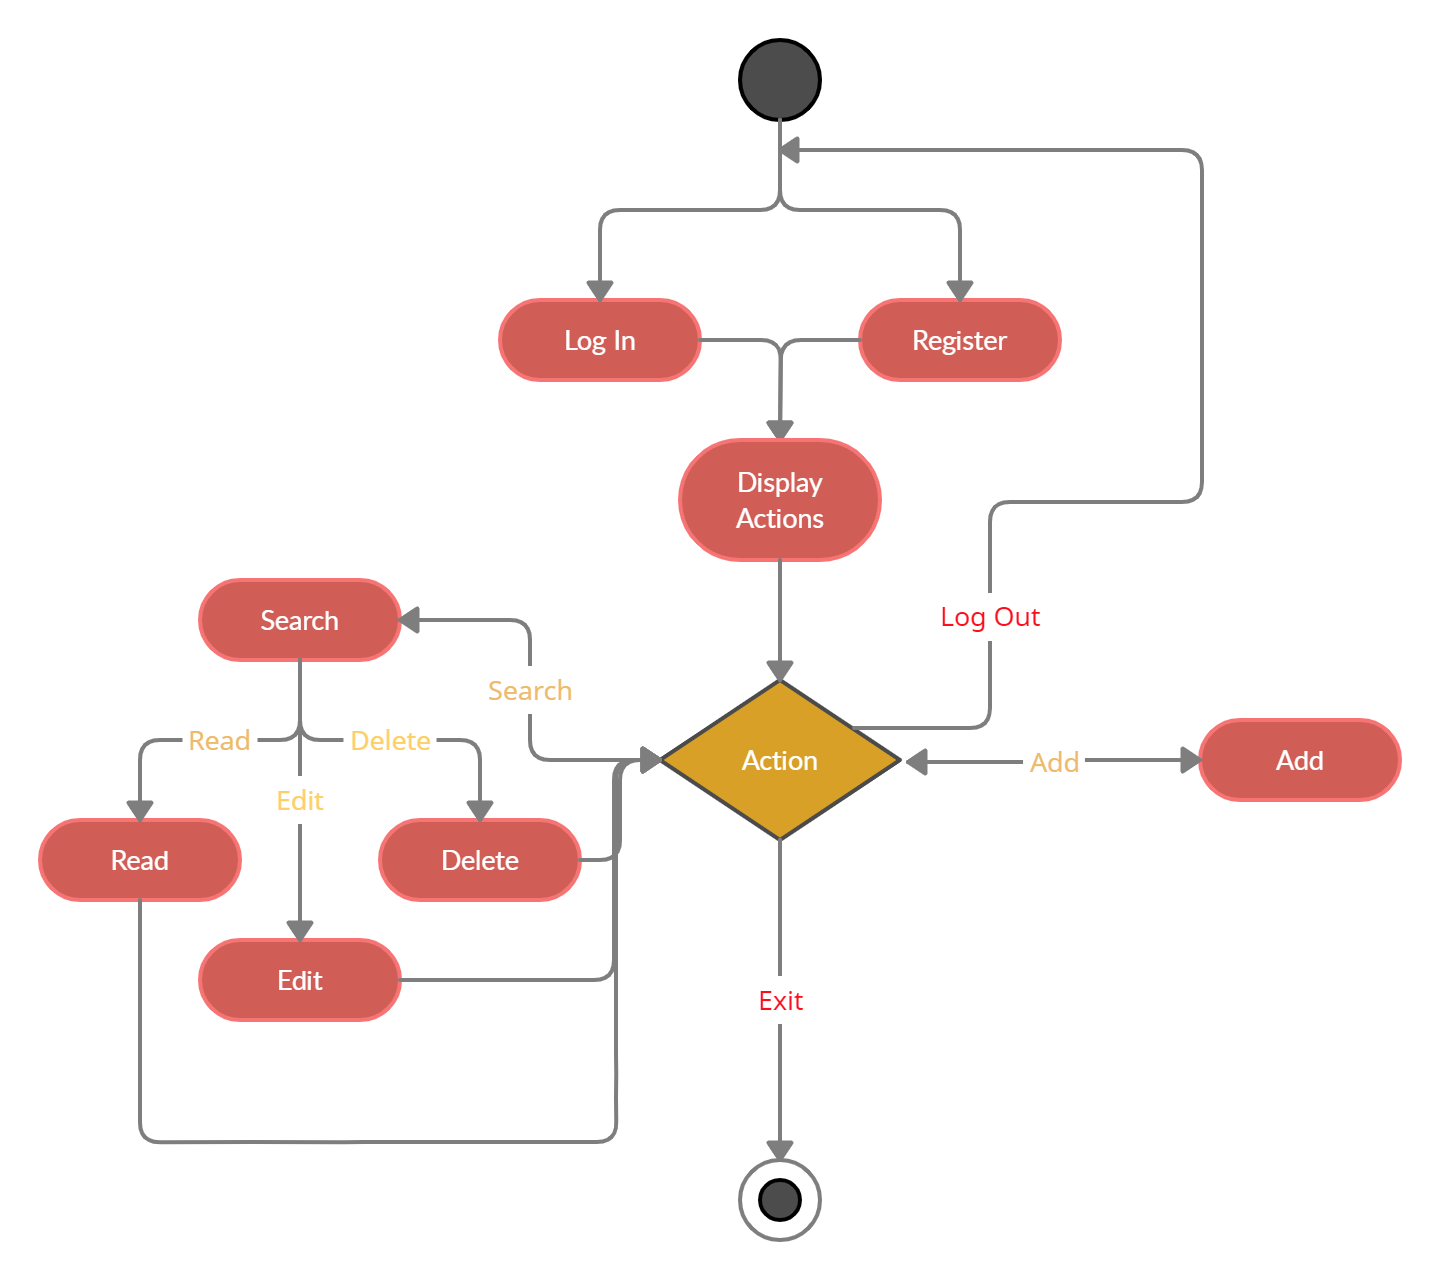 Log In
Register
Display
Actions
Search
Log Out
Search
Read
Delete
Action
Add
Add
Edit
Read
Delete
Edit
Exit